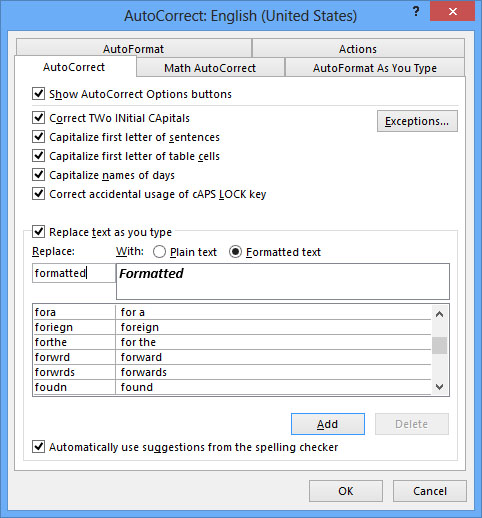 AutoCorrect: English (United States)
? ×
AutoFormat Actions
AutoCorrect Math AutoCorrect AutoFormat As You Type
Show AutoCorrect Options buttons
Correct TWo INitial CApitals
Exceptions...
Capitalize first letter of sentences
Capitalize first letter of table cells
Capitalize names of days
Correct accidental usage of cAPS LOCK key
Replace text as you type
Replace: With: Plain text Formatted text
formatted Formatted
fora for a
foriegn foreign
forthe for the
forwrd forward
forwrds forwards
foudn found
Add Delete
Automatically use suggestions from the spelling checker
OK Cancel